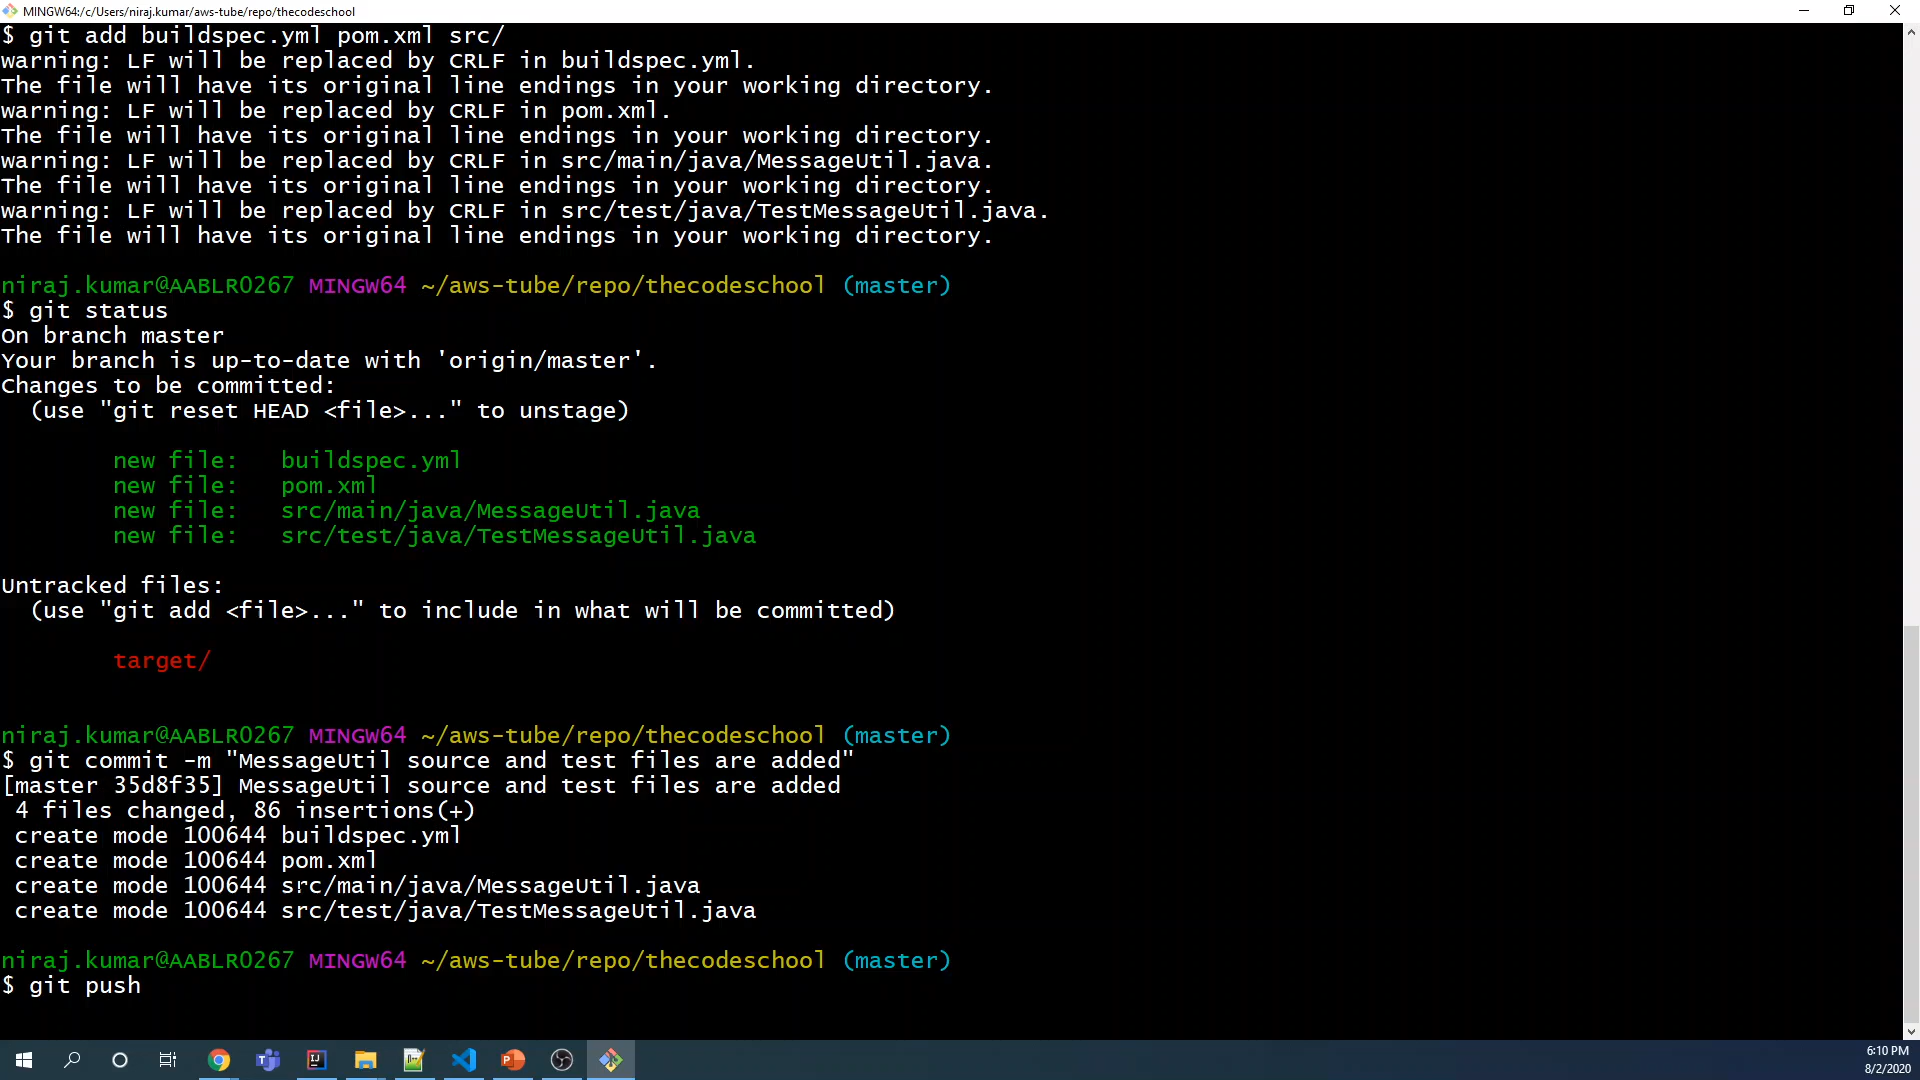 MINGW64:/c/Users/niraj.kumar/aws-tube/repo/thecodeschool
$ git add buildspec.yml pom.xml src/
warning: LF will be replaced by CRLF in buildspec.yml.
The file will have its original line endings in your working directory.
warning: LF will be replaced by CRLF in pom.xml.
The file will have its original line endings in your working directory.
warning: LF will be replaced by CRLF in src/main/java/MessageUtil.java.
The file will have its original line endings in your working directory.
warning: LF will be replaced by CRLF in src/test/java/TestMessageUtil.java.
The file will have its original line endings in your working directory.
niraj.kumar@AABLR0267 MINGW64 ~/aws-tube/repo/thecodeschool (master)
$ git status
On branch master
Your branch is up-to-date with 'origin/master'.
Changes to be committed:
(use "git reset HEAD <file>..." to unstage)
new file: buildspec.yml
new file: pom.xml
new file: src/main/java/MessageUtil.java
new file: src/test/java/TestMessageUtil.java
Untracked files:
(use "git add <file>..." to include in what will be committed)
target/
niraj.kumar@AABLR0267 MINGW64 ~/aws-tube/repo/thecodeschool (master)
$ git commit -m "MessageUtil source and test files are added"
[master 35d8f35] MessageUtil source and test files are added
4 files changed, 86 insertions(+)
create mode 100644 buildspec.yml
create mode 100644 pom.xml
create mode 100644 src/main/java/MessageUtil.java
create mode 100644 src/test/java/TestMessageUtil.java
niraj.kumar@AABLR0267 MINGW64 ~/aws-tube/repo/thecodeschool (master)
$ git push
6:10 PM
8/2/2020